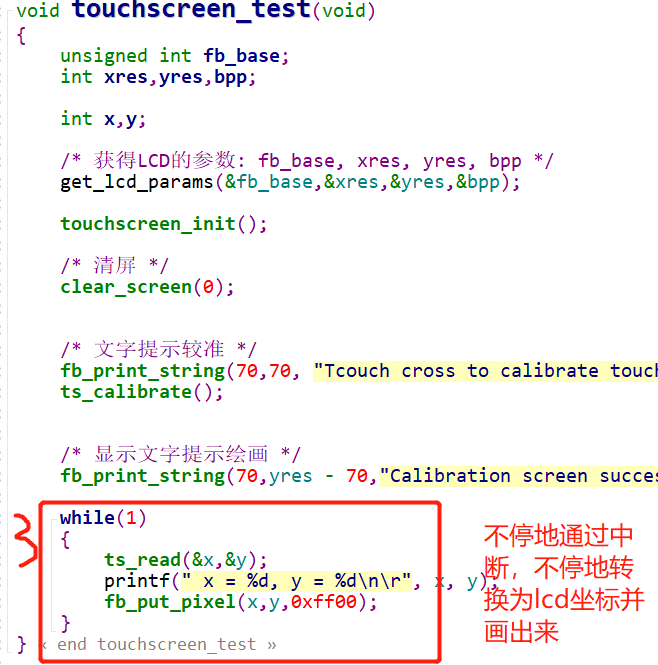 void touchscreen_test(void)
{
unsigned int fb_base;
int xres,yres,bpp;
int x,y;
/* 获得LCD的参数: fb_base, xres, yres, bpp */
get_lcd_params(&fb_base,&xres,&yres,&bpp);
touchscreen_init();
/* 清屏 */
clear_screen(0);
/* 文字提示较准 */
fb_print_string(70,70, "Tcouch cross to calibrate touch
ts_calibrate();
/* 显示文字提示绘画 */
fb_print_string(70,yres - 70,"Calibration screen succes
while(1)
{
ts_read(&x,&y);
printf(" x = %d, y = %d\n\r", x, y);
fb_put_pixel(x,y,0xff00);
}
} « end touchscreen_test »
3
不停地通过中
断，不停地转
换为lcd坐标并
画出来